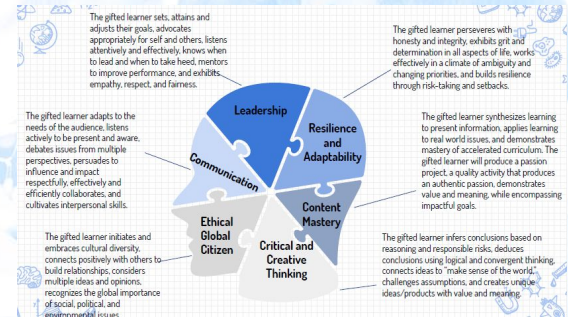 The gifted learner sets, attains and
adjusts their goals, advocates
appropriately for self and others, listens
attentively and effectively, knows when
to lead and when to take heed, mentors
to improve performance, and exhibits
empathy, respect, and fairness.
The gifted learner perseveres with
honesty and integrity, exhibits grit and
determination in all aspects of life, works
effectively in a climate of ambiguity and
changing priorities, and builds resilience
through risk-taking and setbacks.
Leadership
Resilience
and
Adaptability
The gifted learner adapts to the
needs of the audience, listens
actively to be present and aware,
debates issues from multiple
perspectives, persuades to
influence and impact
respectfully, effectively and
efficiently collaborates, and
cultivates interpersonal skills.
Communication
The gifted learner synthesizes learning
to present information, applies learning
to real world issues, and demonstrates
mastery of accelerated curriculum. The
gifted learner will produce a passion
project, a quality activity that produces
an authentic passion, demonstrates
value and meaning, while encompassing
impactful goals.
Content
Mastery
Ethical
Global
Citizen
Critical and
Creative
Thinking
The gifted learner initiates and
embraces cultural diversity,
connects positively with others to
build relationships, considers
multiple ideas and opinions,
recognizes the global importance
of social, political, and
environmental issues
The gifted learner infers conclusions based on
reasoning and responsible risks, deduces
conclusions using logical and convergent thinking,
connects ideas to "make sense of the world,"
challenges assumptions, and creates unique
ideas/products with value and meaning.